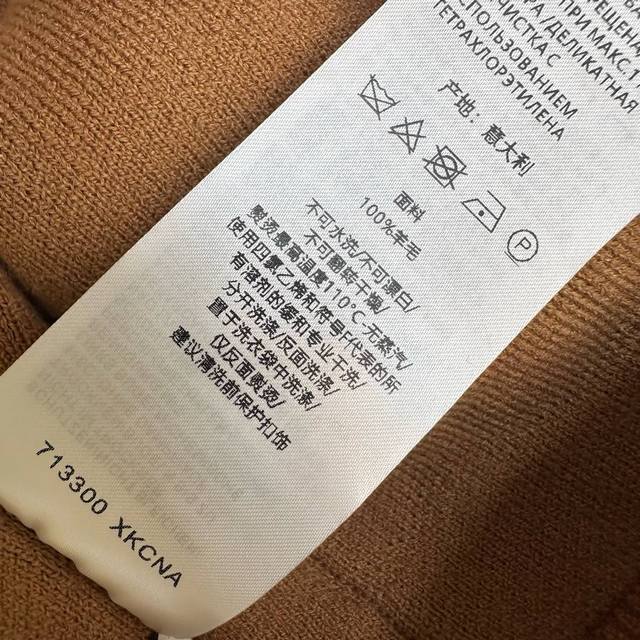 РЕШЕН
ПРИ МАКС.
РА /ДЕЛИКАТНАЯ
ЧИСТКА С
ИСПОЛЬЗОВАНИЕМ
ТЕТРАХЛОРЭТИЛЕНА
产地：意大利
P
面料
100%羊毛
不可水洗/不可漂白/
不可翻转干燥/
熨烫最高温度110℃ 无蒸汽/
使用四氯乙烯和符号F代表的所
有溶剂的缓和专业干洗/
分开洗涤/反面洗涤/
置于洗衣袋中洗涤/
仅反面熨烫/
建议清洗前保护扣饰
713300 XKCNA